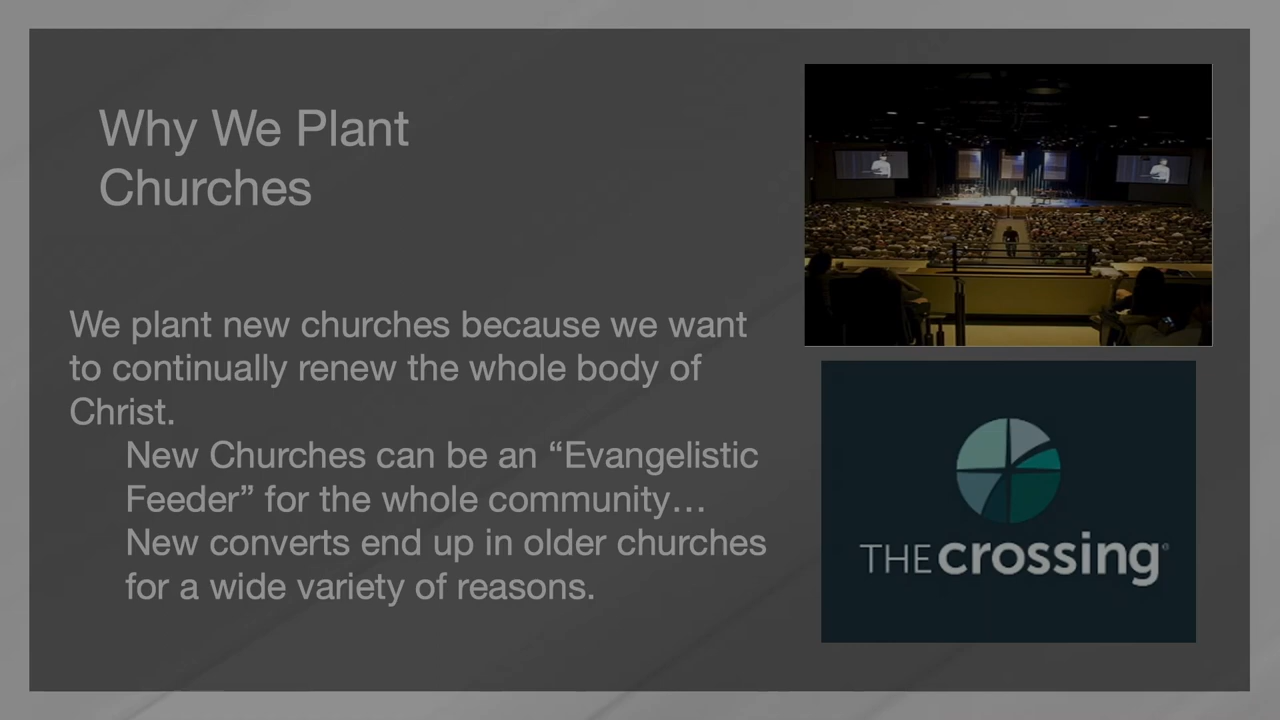 Why We Plant
Churches
We plant new churches because we want
to continually renew the whole body of
Christ.
New Churches can be an “Evangelistic
Feeder” for the whole community…
New converts end up in older churches
for a wide variety of reasons.
THE crossing®